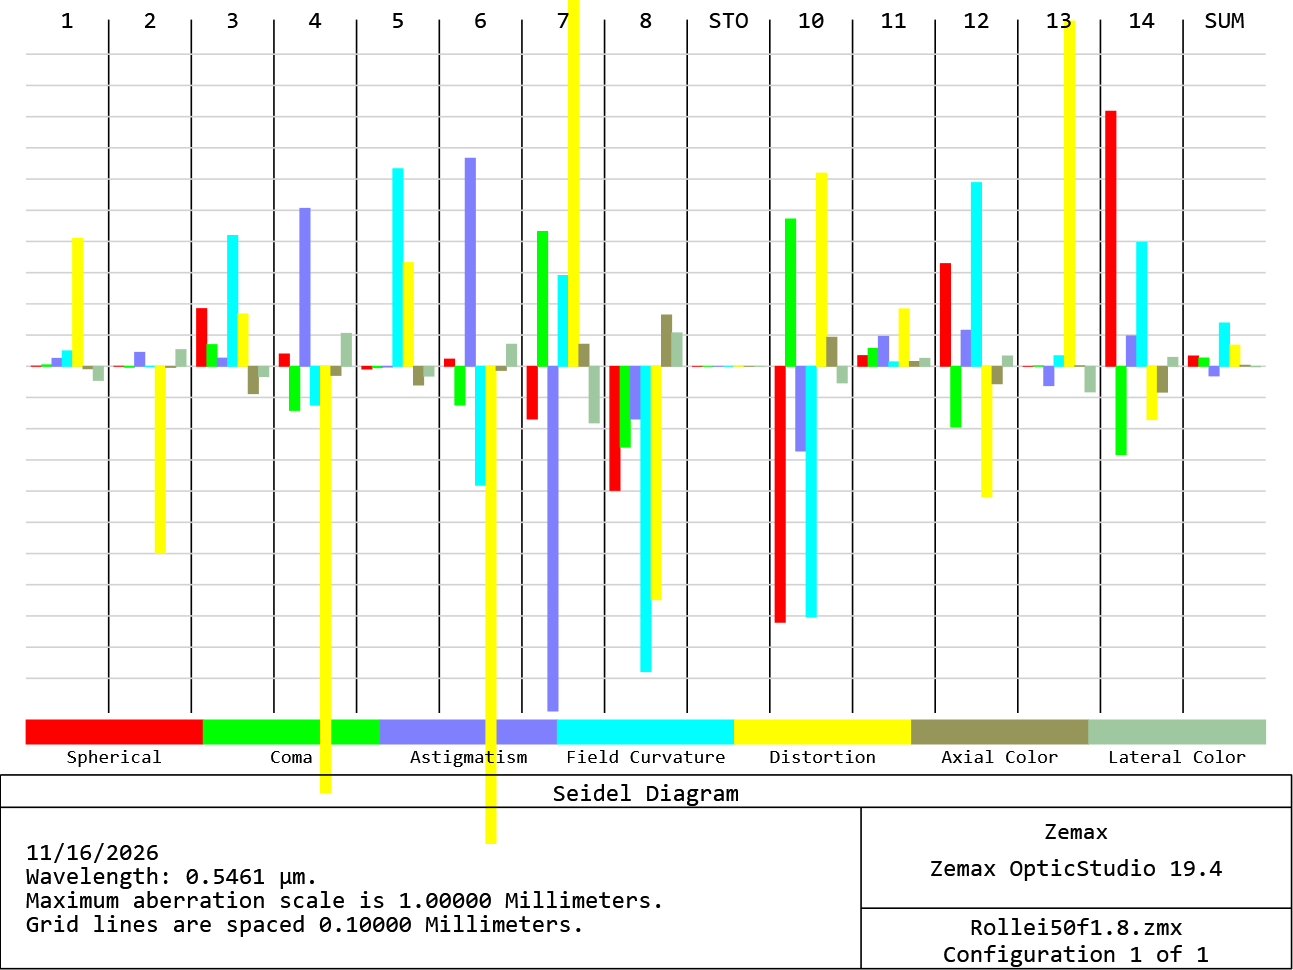 1 2 3 4 5 6 7 8 STO 10 11 12 13 14 SUM
Spherical Coma Astigmatism Field Curvature Distortion Axial Color Lateral Color
Seidel Diagram
11/16/2026
Wavelength: 0.5461 µm.
Maximum aberration scale is 1.00000 Millimeters.
Grid lines are spaced 0.10000 Millimeters.
Zemax
Zemax OpticStudio 19.4
Rollei50f1.8.zmx
Configuration 1 of 1